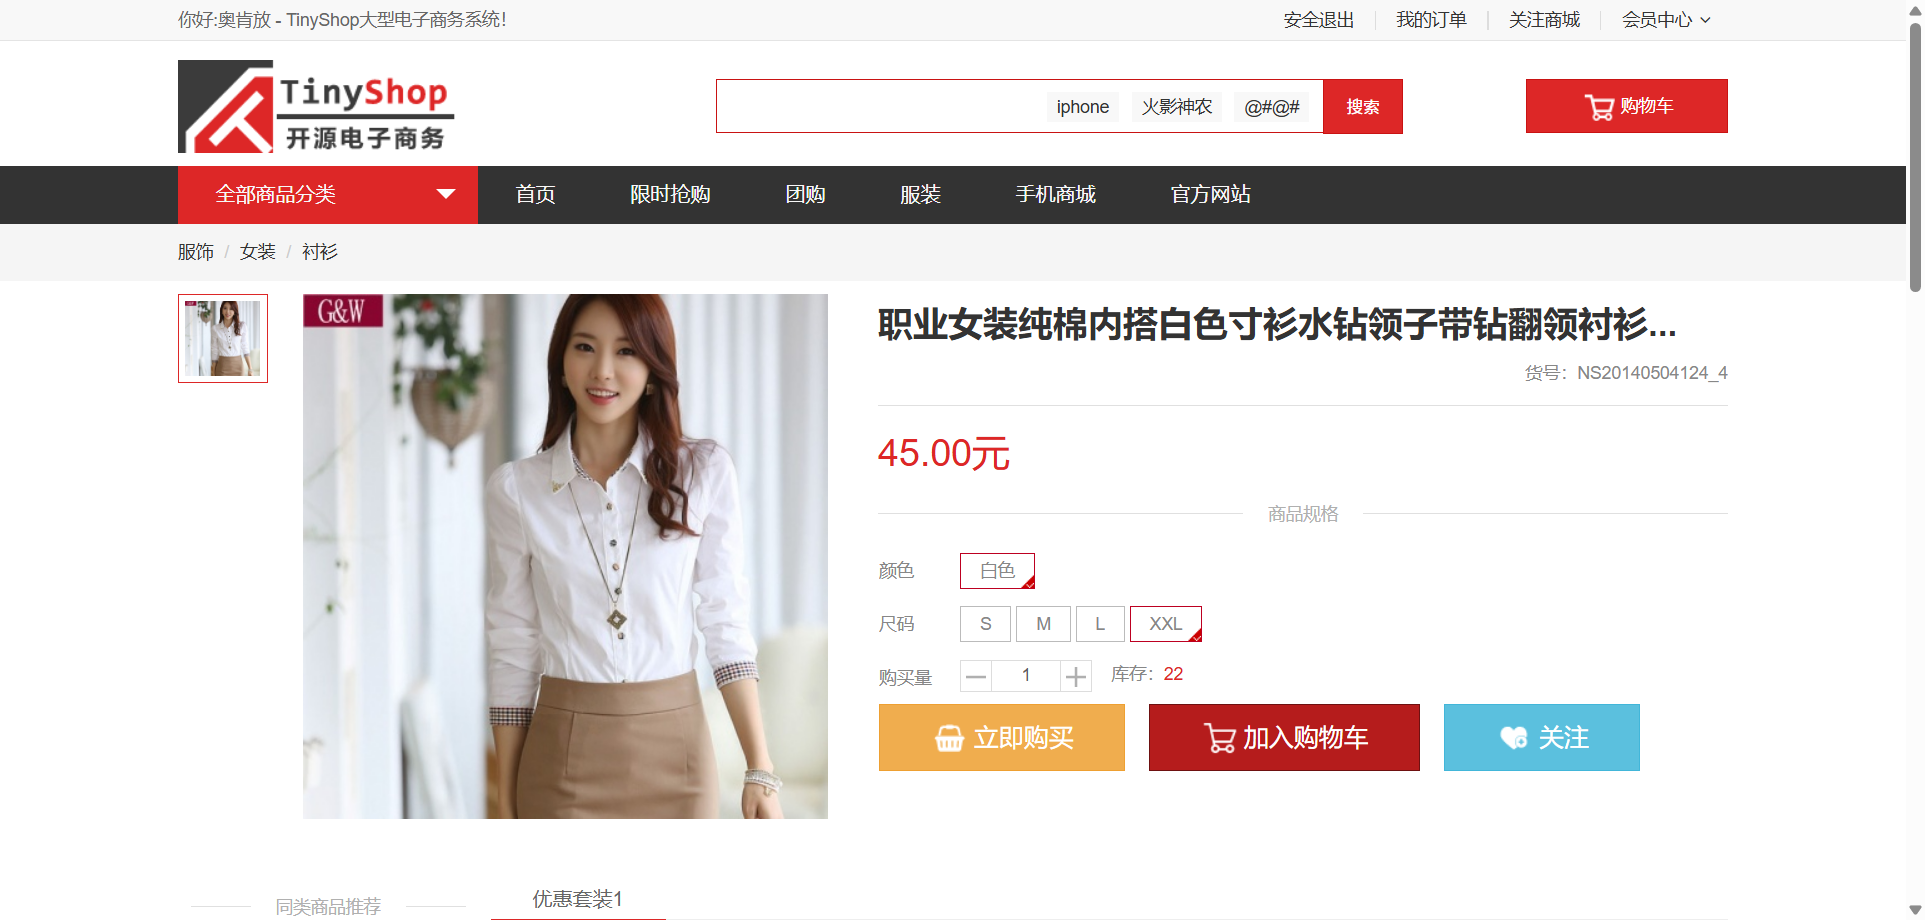 你好:奥肯放 - TinyShop大型电子商务系统!
安全退出
我的订单
关注商城
会员中心
TinyShop
开源电子商务
iphone
火影神农
@#@#
搜索
购物车
全部商品分类
首页
限时抢购
团购
服装
手机商城
官方网站
服饰 / 女装 / 衬衫
G&W
职业女装纯棉内搭白色寸衫水钻领子带钻翻领衬衫...
货号：NS20140504124_4
45.00元
商品规格
颜色
白色
尺码
S
M
L
XXL
购买量
1
库存：22
立即购买
加入购物车
关注
同类商品推荐
优惠套装1